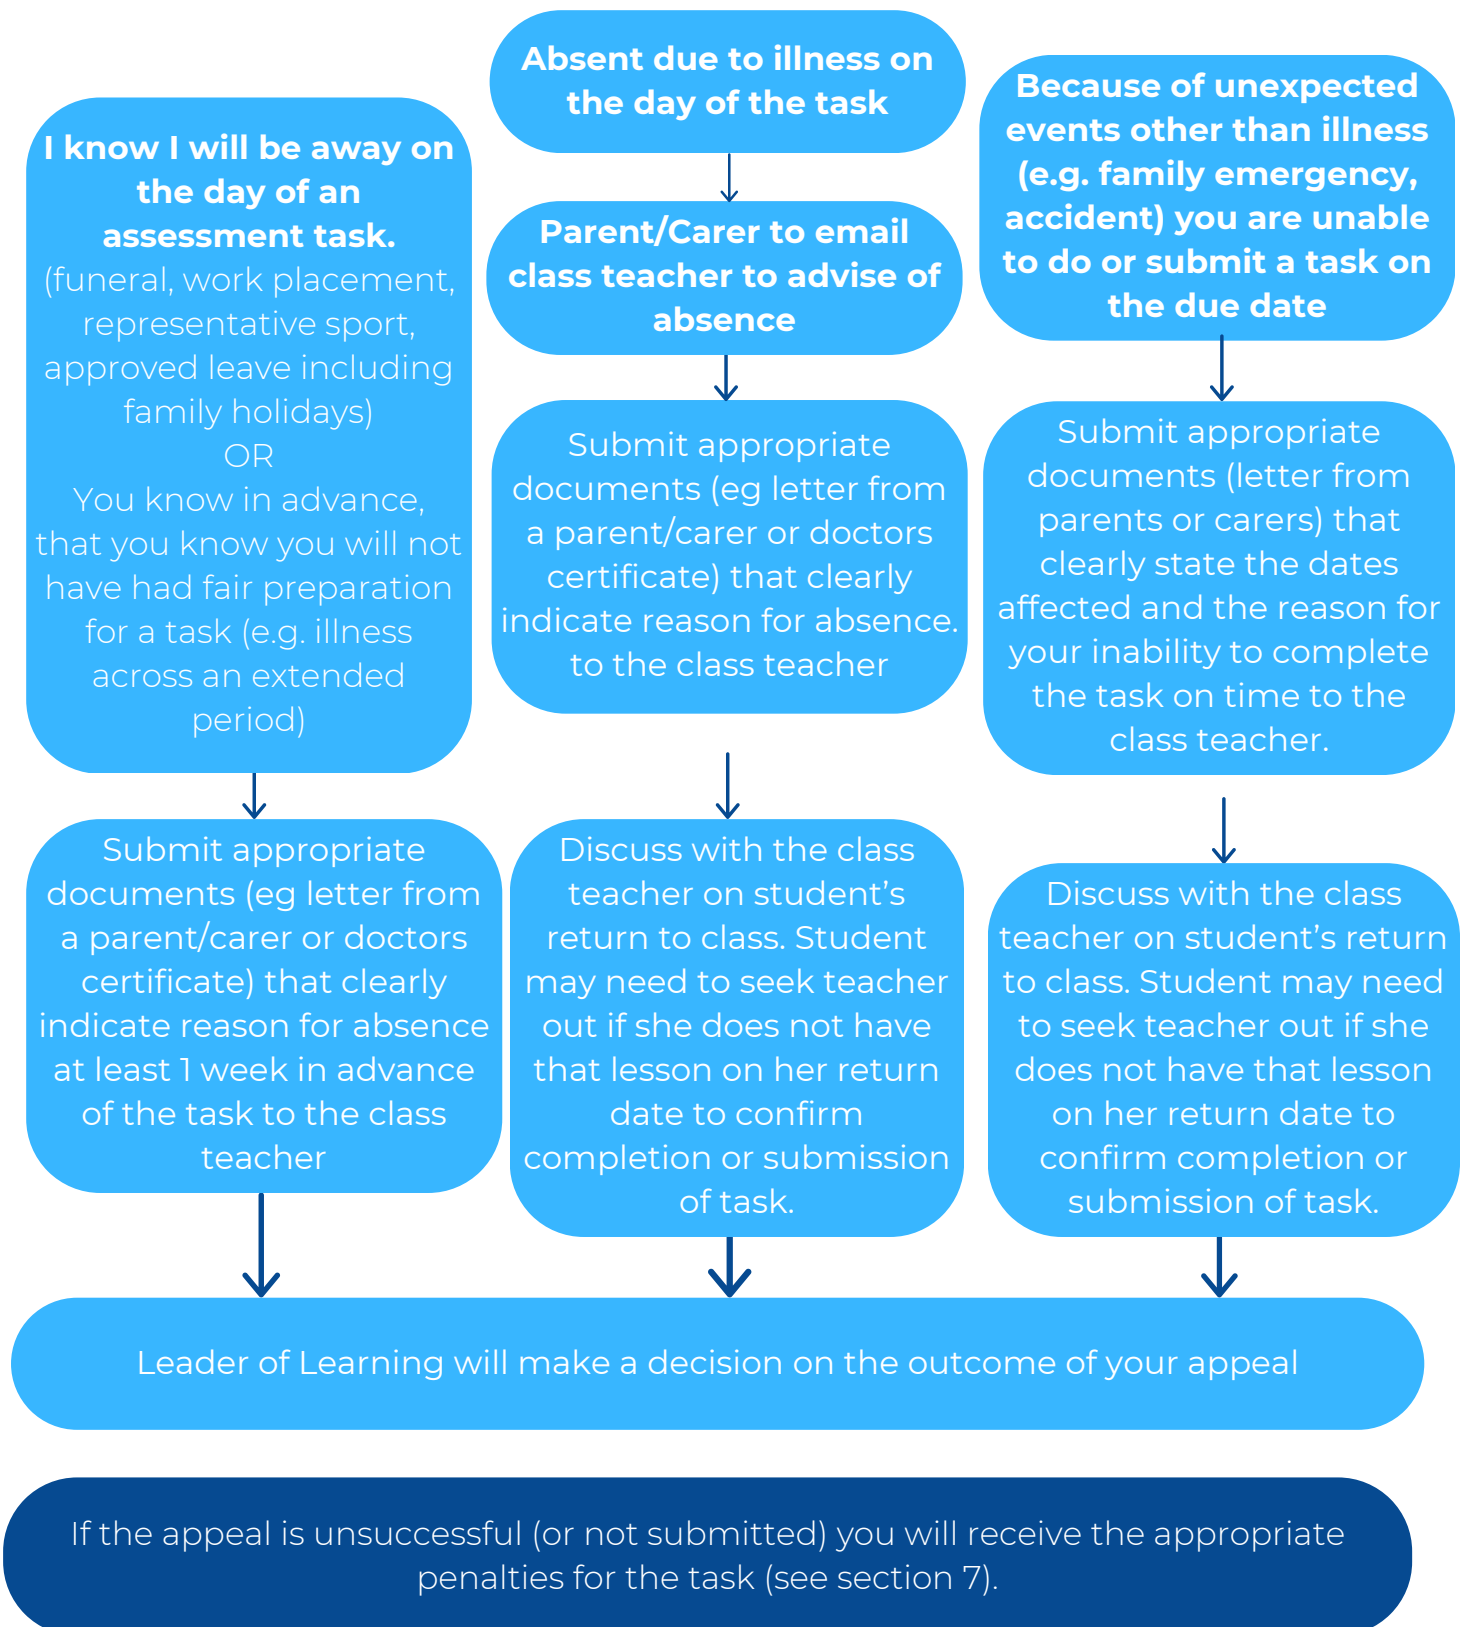 I know I will be away on
the day of an
assessment task.
(funeral, work placement,
representative sport,
approved leave including
family holidays)
OR
You know in advance,
that you know you will not
have had fair preparation
for a task (e.g. illness
across an extended
period)
Submit appropriate
documents (eg letter from
a parent/carer or doctors
certificate) that clearly
indicate reason for absence
at least 1 week in advance
of the task to the class
teacher
Absent due to illness on
the day of the task
Parent/Carer to email
class teacher to advise of
absence
Submit appropriate
documents (eg letter from
a parent/carer or doctors
certificate) that clearly
indicate reason for absence.
to the class teacher
Discuss with the class
teacher on student’s
return to class. Student
may need to seek teacher
out if she does not have
that lesson on her return
date to confirm
completion or submission
of task.
Because of unexpected
events other than illness
(e.g. family emergency,
accident) you are unable
to do or submit a task on
the due date
Submit appropriate
documents (letter from
parents or carers) that
clearly state the dates
affected and the reason for
your inability to complete
the task on time to the
class teacher.
Discuss with the class
teacher on student’s return
to class. Student may need
to seek teacher out if she
does not have that lesson
on her return date to
confirm completion or
submission of task.
Leader of Learning will make a decision on the outcome of your appeal
If the appeal is unsuccessful (or not submitted) you will receive the appropriate
penalties for the task (see section 7).